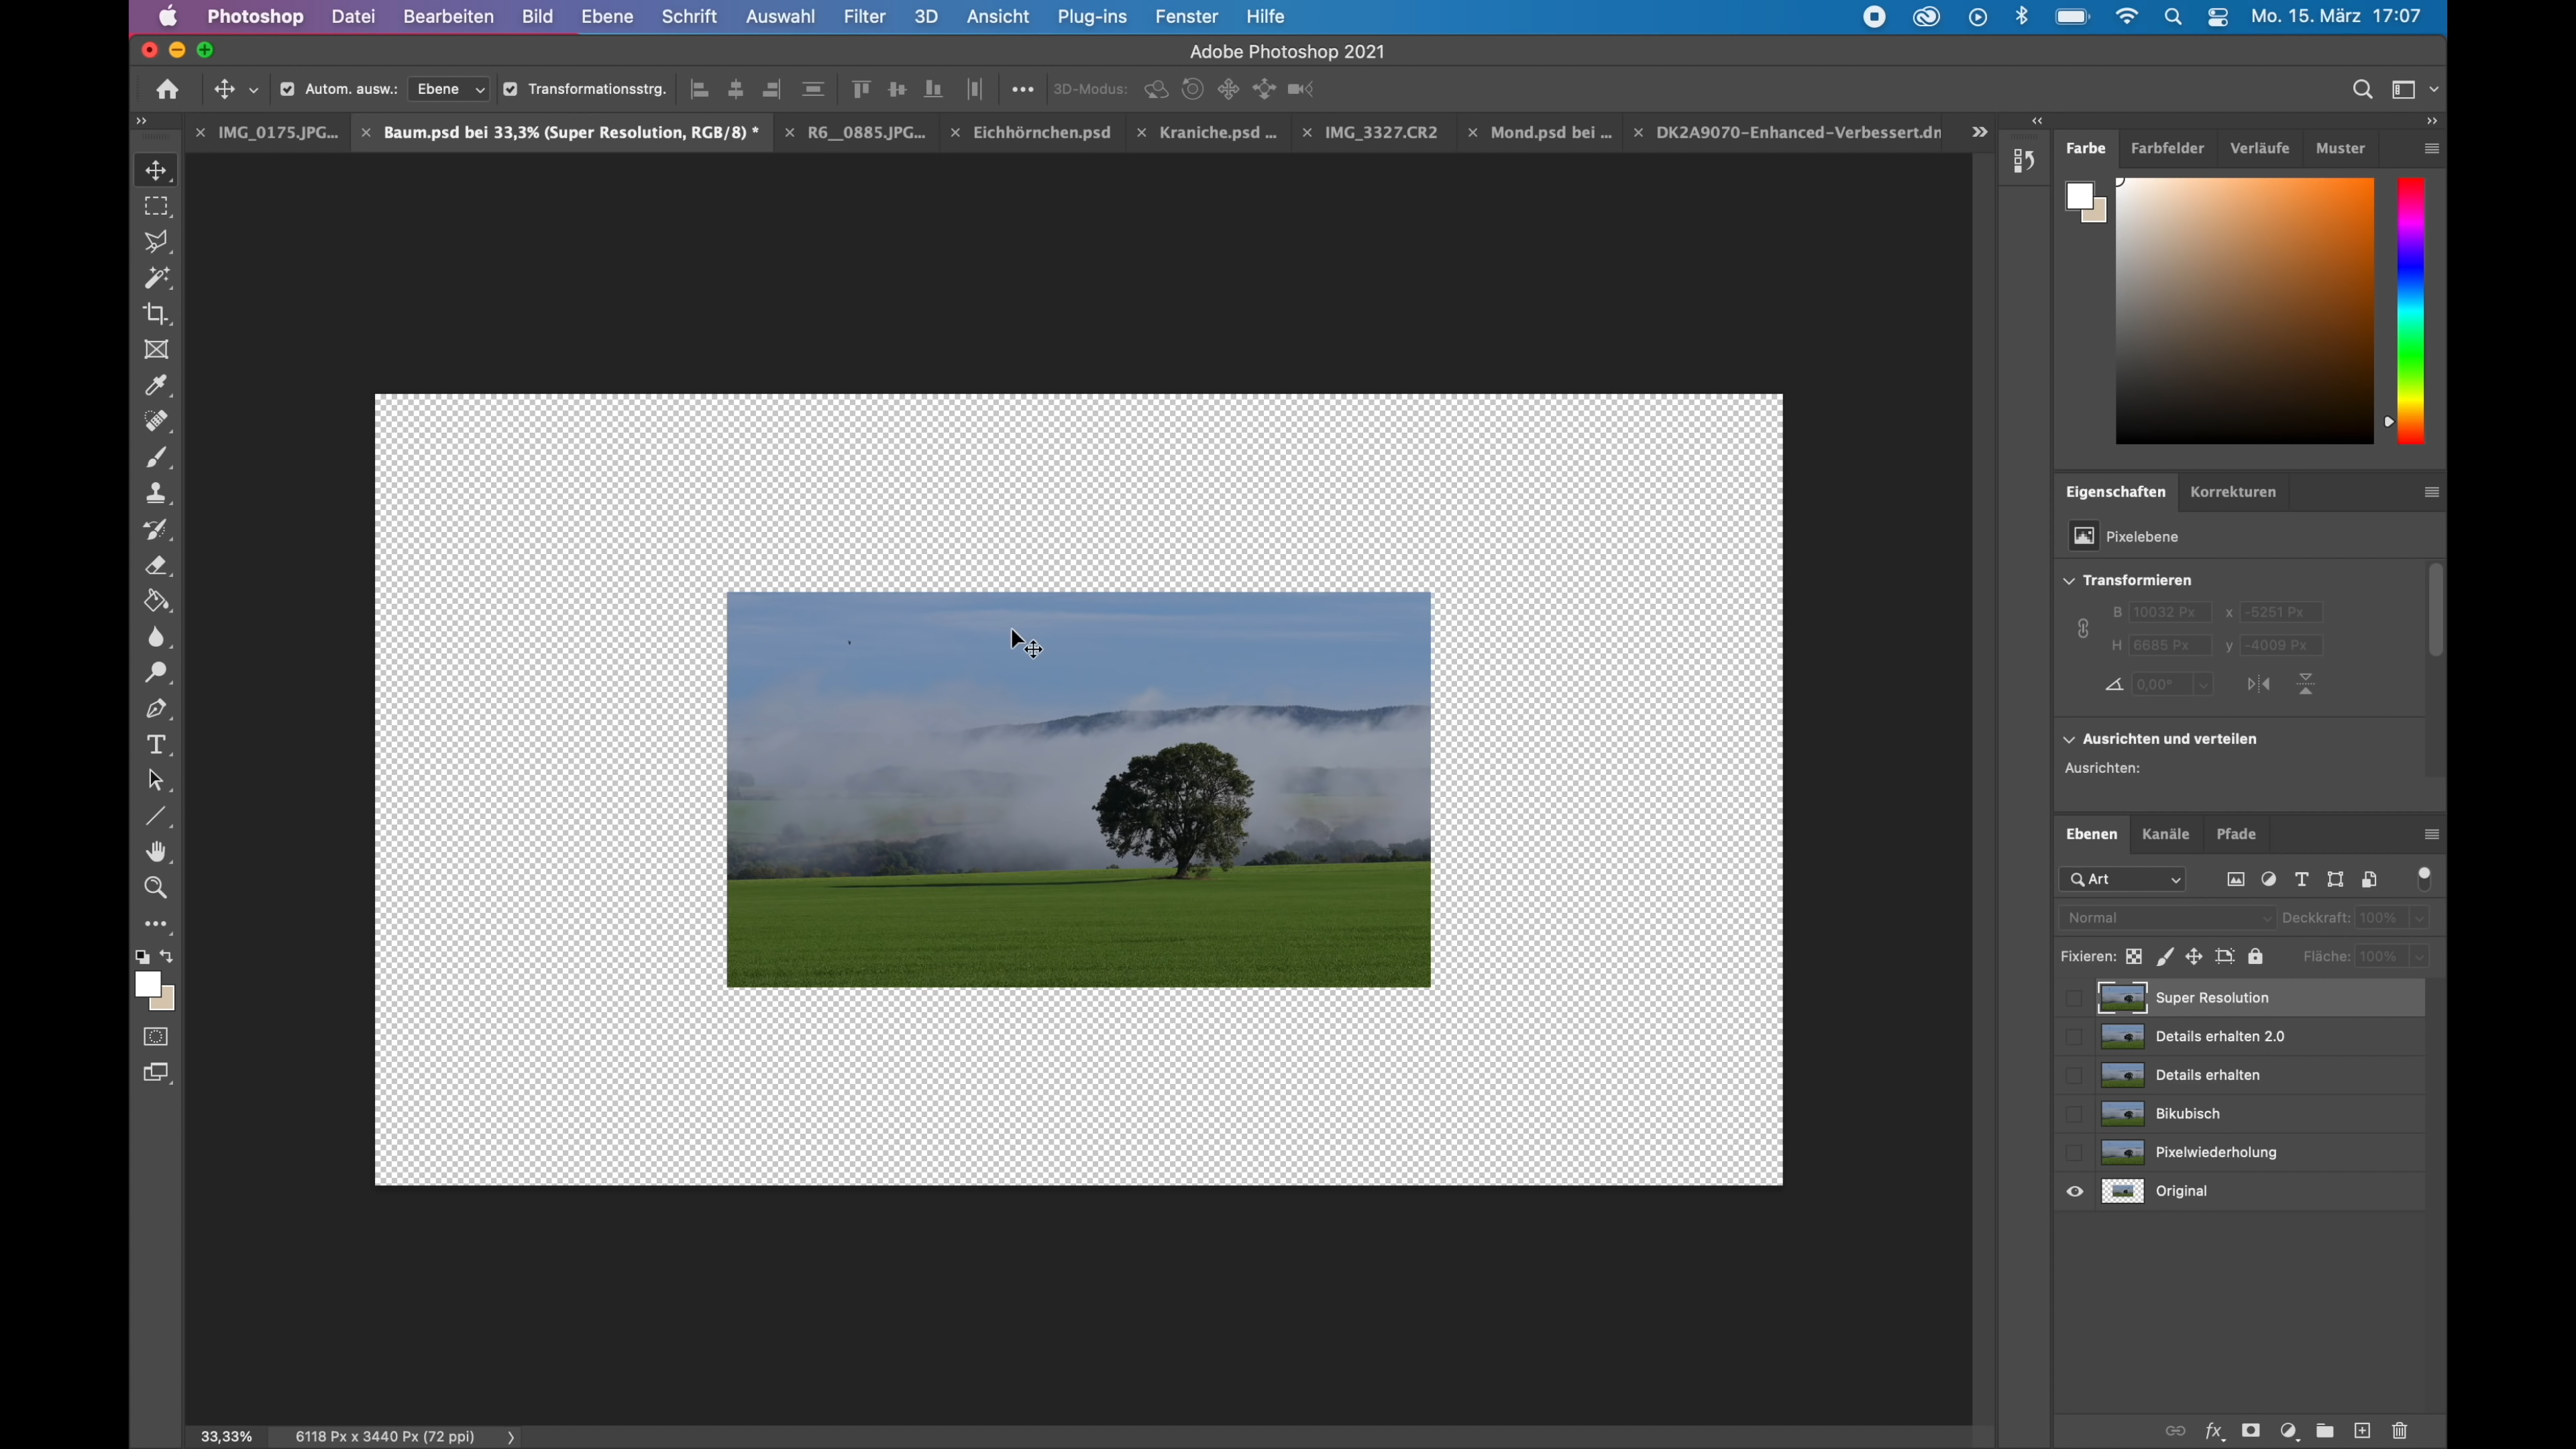 Photoshop Datei Bearbeiten Bild Ebene Schrift Auswahl Filter 3D Ansicht Plug-ins Fenster Hilfe Mo. 15. März 17:07
Adobe Photoshop 2021
Autom. ausw.: Ebene Transformationsstrg. 3D-Modus:
IMG_0175.JPG... Baum.psd bei 33,3% (Super Resolution, RGB/8) * R6__0885.JPG... Eichhörnchen.psd Kraniche.psd ... IMG_3327.CR2 Mond.psd bei ... DK2A9070-Enhanced-Verbessert.dn
Farbe Farbfelder Verläufe Muster
Eigenschaften Korrekturen
Pixelebene
Transformieren
B 10032 Px x -5251 Px
H 6685 Px y -4009 Px
0,00°
Ausrichten und verteilen
Ausrichten:
Ebenen Kanäle Pfade
Art
Normal Deckkraft: 100%
Fixieren: Fläche: 100%
Super Resolution
Details erhalten 2.0
Details erhalten
Bikubisch
Pixelwiederholung
Original
33,33% 6118 Px x 3440 Px (72 ppi)
fx